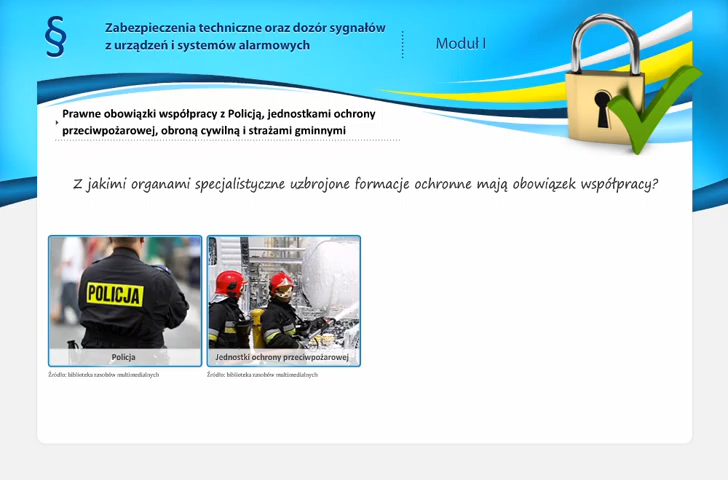 §
Zabezpieczenia techniczne oraz dozór sygnałów
z urządzeń i systemów alarmowych
Moduł I
Prawne obowiązki współpracy z Policją, jednostkami ochrony
przeciwpożarowej, obroną cywilną i strażami gminnymi
Z jakimi organami specjalistyczne uzbrojone formacje ochronne mają obowiązek współpracy?
POLICJA
Policja
Jednostki ochrony przeciwpożarowej
Źródło: biblioteka zasobów multimedialnych
Źródło: biblioteka zasobów multimedialnych